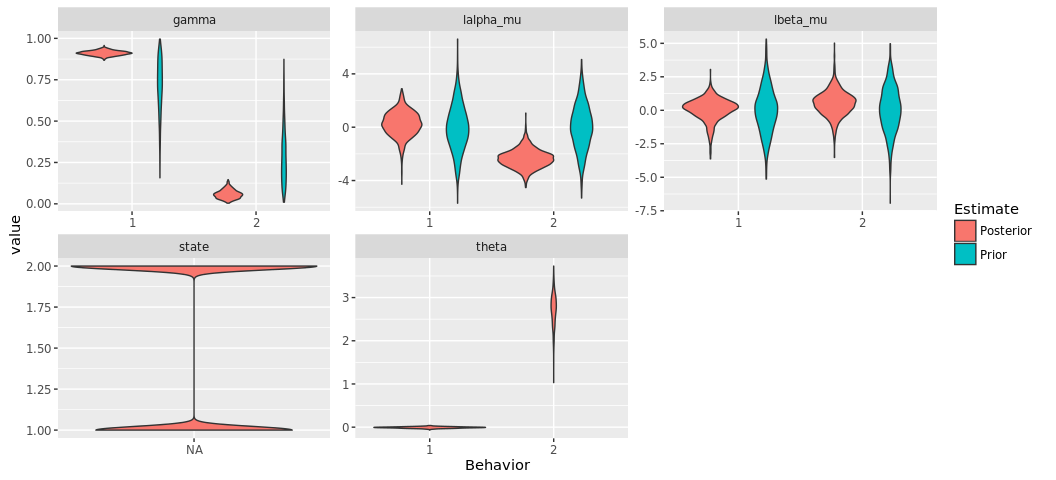 gamma
lalpha_mu
lbeta_mu
1.00
0.75
0.50
0.25
0.00
1
2
4
0
-4
1
2
5.0
2.5
0.0
-2.5
-5.0
-7.5
1
2
value
Estimate
Posterior
Prior
state
theta
2.00
1.75
1.50
1.25
1.00
NA
3
2
1
0
1
2
Behavior